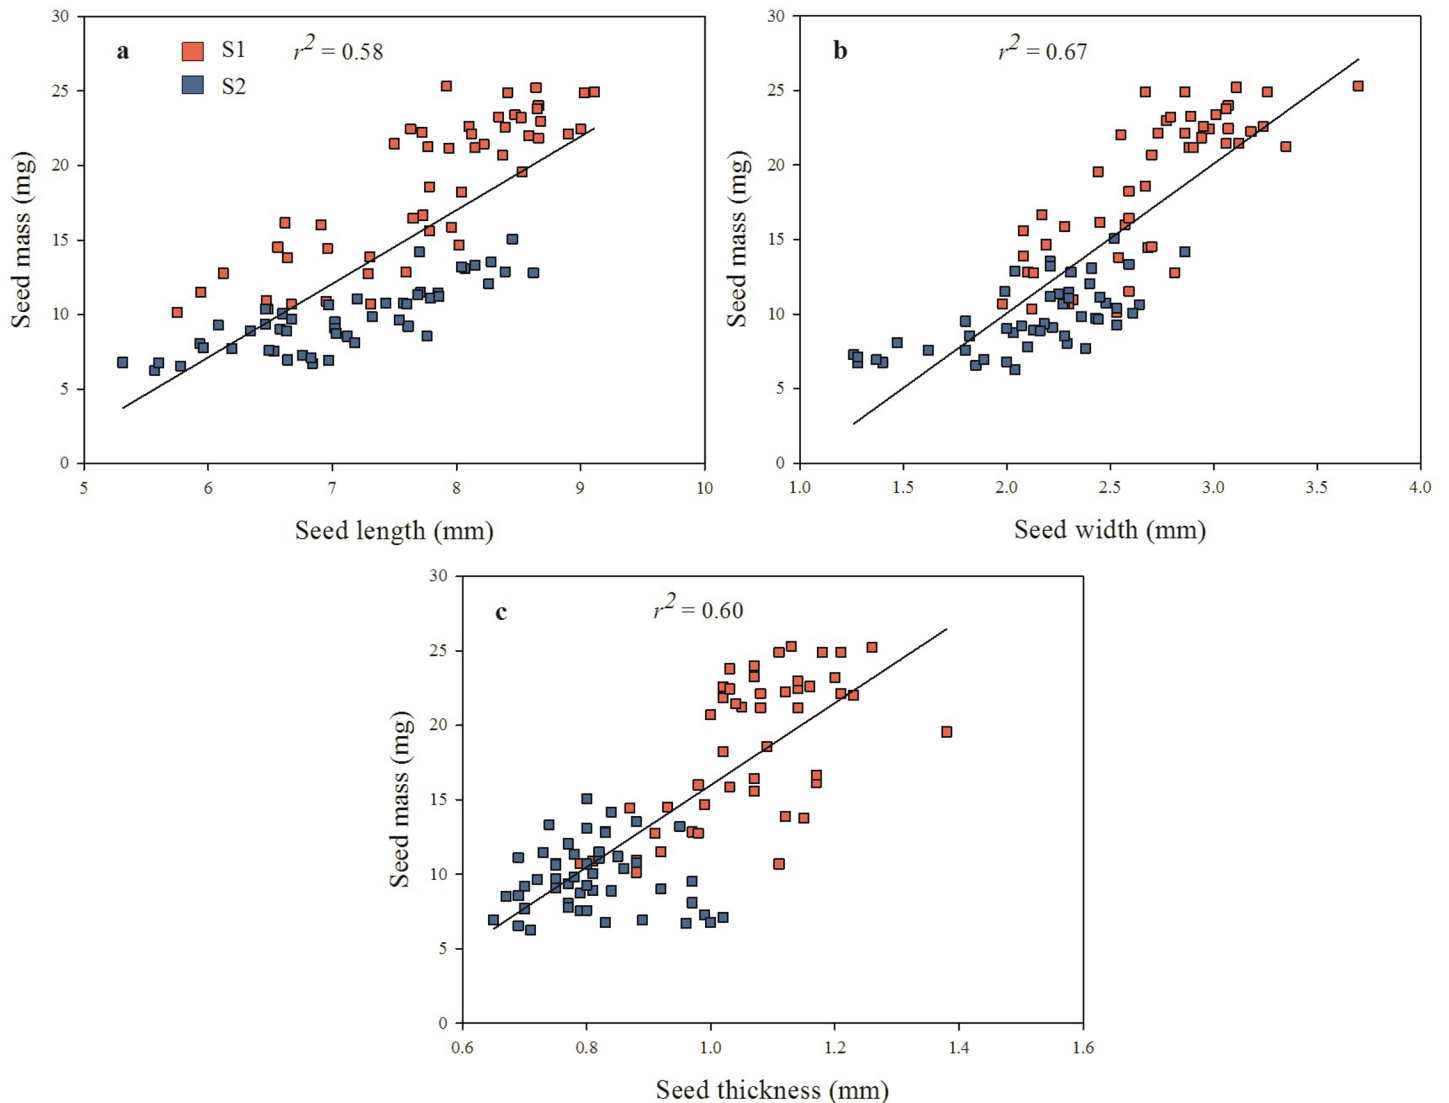 a
S1
S2
r² = 0.58
30
25
20
15
10
5
0
Seed mass (mg)
5 6 7 8 9 10
Seed length (mm)
b
r² = 0.67
30
25
20
15
10
5
0
Seed mass (mg)
1.0 1.5 2.0 2.5 3.0 3.5 4.0
Seed width (mm)
c
r² = 0.60
30
25
20
15
10
5
0
Seed mass (mg)
0.6 0.8 1.0 1.2 1.4 1.6
Seed thickness (mm)